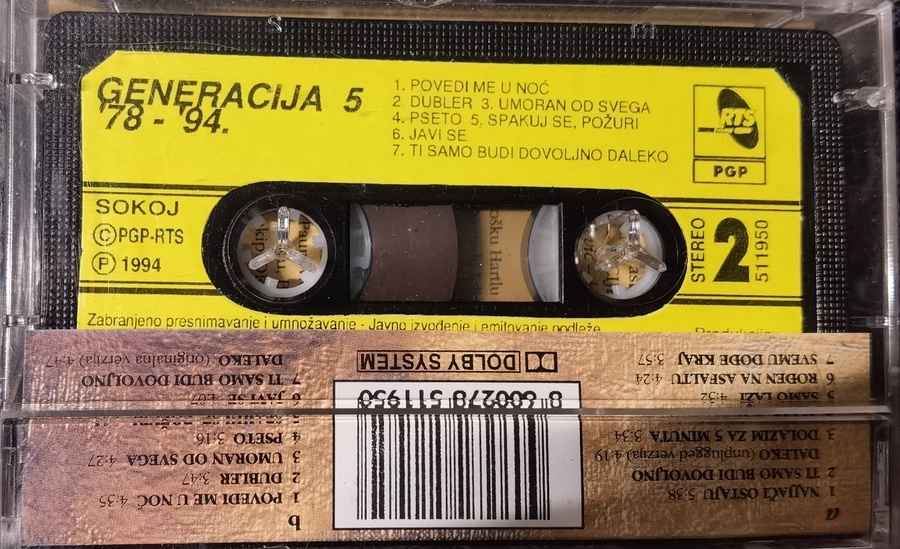 GENERACIJA 5
'78 - '94.
1. POVEDI ME U NOĆ
2. DUBLER 3. UMORAN OD SVEGA
4. PSETO 5. SPAKUJ SE, POŽURI
6. JAVI SE
7. TI SAMO BUDI DOVOLJNO DALEKO
RTS
PGP
SOKOJ
© PGP-RTS
Ⓟ 1994
STEREO
2
511950
Zabranjeno presnimavanje i umnožavanje - Javno izvođenje i emitovanje podleže
a
1 NAJJAČI OSTAJU 5:38
2 TI SAMO BUDI DOVOLJNO
DALEKO (unplugged verzija) 4:19
3 DOLAZIM ZA 5 MINUTA 3:34
5 SAMO LAŽI 4:32
6 ROĐEN NA ASFALTU 4:24
7 SVEMU DOĐE KRAJ 3:57
8 600278 511950
DOLBY SYSTEM
b
1 POVEDI ME U NOĆ 4:35
2 DUBLER 3:47
3 UMORAN OD SVEGA 4:27
4 PSETO 3:16
6 JAVI SE 4:07
7 TI SAMO BUDI DOVOLJNO
DALEKO (originalna verzija) 4:47